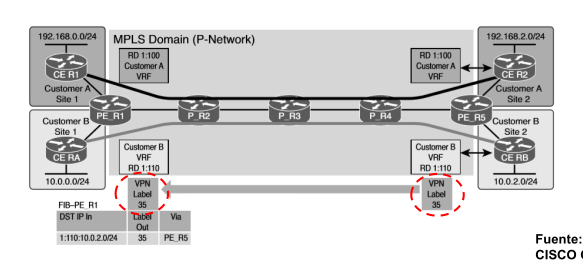 192.168.0.0/24
MPLS Domain (P-Network)
192.168.2.0/24
RD 1:100
Customer A
VRF
RD 1:100
Customer A
VRF
CE R1
CE R2
Customer A
Site 1
Customer A
Site 2
PE_R1
P_R2
P_R3
P_R4
PE_R5
Customer B
Site 1
Customer B
Site 2
CE RA
CE RB
Customer B
VRF
RD 1:110
Customer B
VRF
RD 1:110
10.0.0.0/24
10.0.2.0/24
VPN
Label
35
VPN
Label
35
FIB–PE_R1
DST IP In
Label
Out
Via
1:110:10.0.2.0/24
35
PE_R5
Fuente:
CISCO